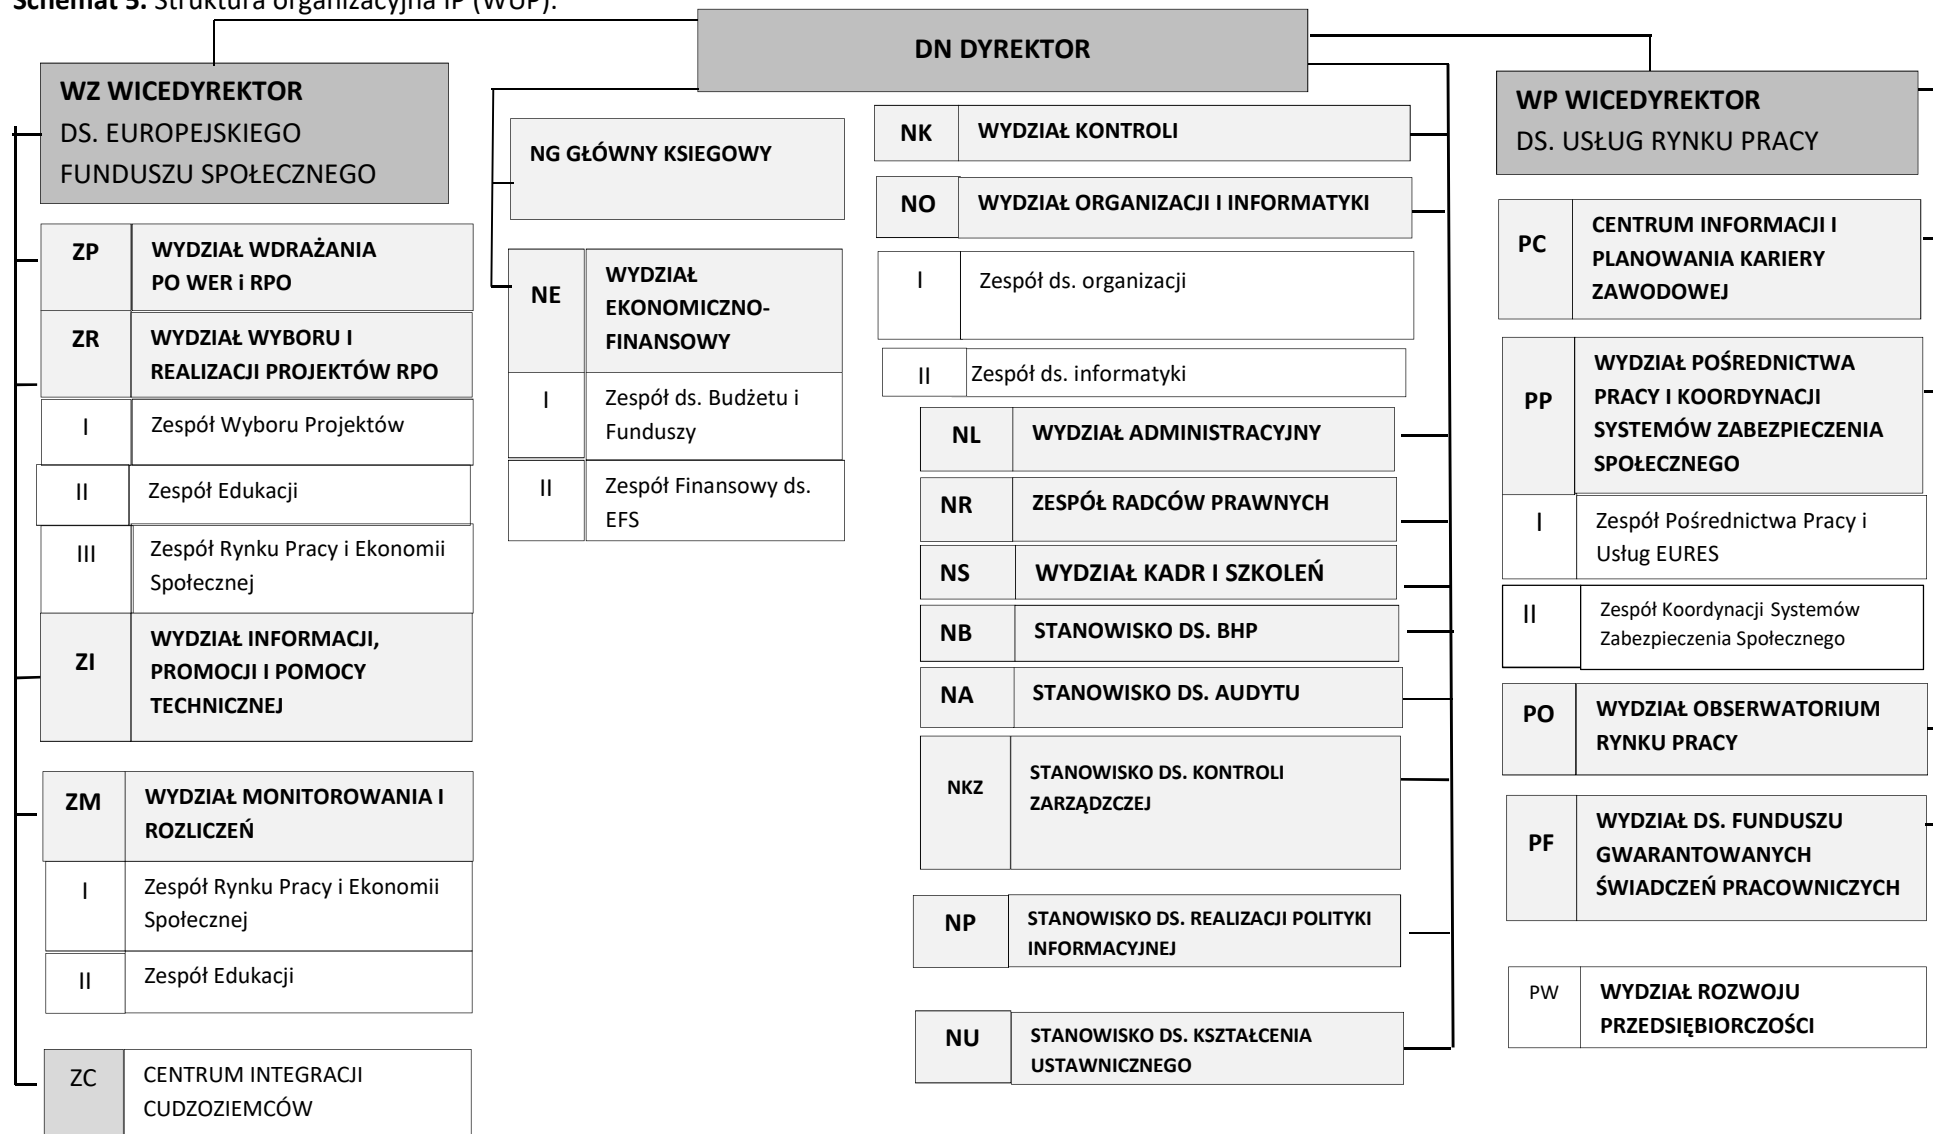 Schemat 5. Struktura organizacyjna IP (WUP).
DN DYREKTOR
WZ WICEDYREKTOR
DS. EUROPEJSKIEGO
FUNDUSZU SPOŁECZNEGO
ZP
WYDZIAŁ WDRAŻANIA
PO WER i RPO
ZR
WYDZIAŁ WYBORU I
REALIZACJI PROJEKTÓW RPO
I
Zespół Wyboru Projektów
II
Zespół Edukacji
III
Zespół Rynku Pracy i Ekonomii
Społecznej
ZI
WYDZIAŁ INFORMACJI,
PROMOCJI I POMOCY
TECHNICZNEJ
ZM
WYDZIAŁ MONITOROWANIA I
ROZLICZEŃ
I
Zespół Rynku Pracy i Ekonomii
Społecznej
II
Zespół Edukacji
ZC
CENTRUM INTEGRACJI
CUDZOZIEMCÓW
NG GŁÓWNY KSIEGOWY
NE
WYDZIAŁ
EKONOMICZNO-
FINANSOWY
I
Zespół ds. Budżetu i
Funduszy
II
Zespół Finansowy ds.
EFS
NK
WYDZIAŁ KONTROLI
NO
WYDZIAŁ ORGANIZACJI I INFORMATYKI
I
Zespół ds. organizacji
II
Zespół ds. informatyki
NL
WYDZIAŁ ADMINISTRACYJNY
NR
ZESPÓŁ RADCÓW PRAWNYCH
NS
WYDZIAŁ KADR I SZKOLEŃ
NB
STANOWISKO DS. BHP
NA
STANOWISKO DS. AUDYTU
NKZ
STANOWISKO DS. KONTROLI
ZARZĄDZCZEJ
NP
STANOWISKO DS. REALIZACJI POLITYKI
INFORMACYJNEJ
NU
STANOWISKO DS. KSZTAŁCENIA
USTAWNICZNEGO
WP WICEDYREKTOR
DS. USŁUG RYNKU PRACY
PC
CENTRUM INFORMACJI I
PLANOWANIA KARIERY
ZAWODOWEJ
PP
WYDZIAŁ POŚREDNICTWA
PRACY I KOORDYNACJI
SYSTEMÓW ZABEZPIECZENIA
SPOŁECZNEGO
I
Zespół Pośrednictwa Pracy i
Usług EURES
II
Zespół Koordynacji Systemów
Zabezpieczenia Społecznego
PO
WYDZIAŁ OBSERWATORIUM
RYNKU PRACY
PF
WYDZIAŁ DS. FUNDUSZU
GWARANTOWANYCH
ŚWIADCZEŃ PRACOWNICZYCH
PW
WYDZIAŁ ROZWOJU
PRZEDSIĘBIORCZOŚCI